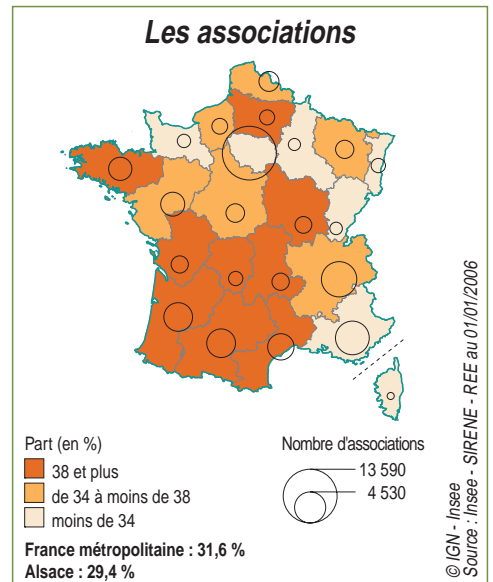 Les associations
Part (en %)
38 et plus
de 34 à moins de 38
moins de 34
France métropolitaine : 31,6 %
Alsace : 29,4 %
Nombre d'associations
13 590
4 530
© IGN - Insee
Source : Insee - SIRENE - REE au 01/01/2006